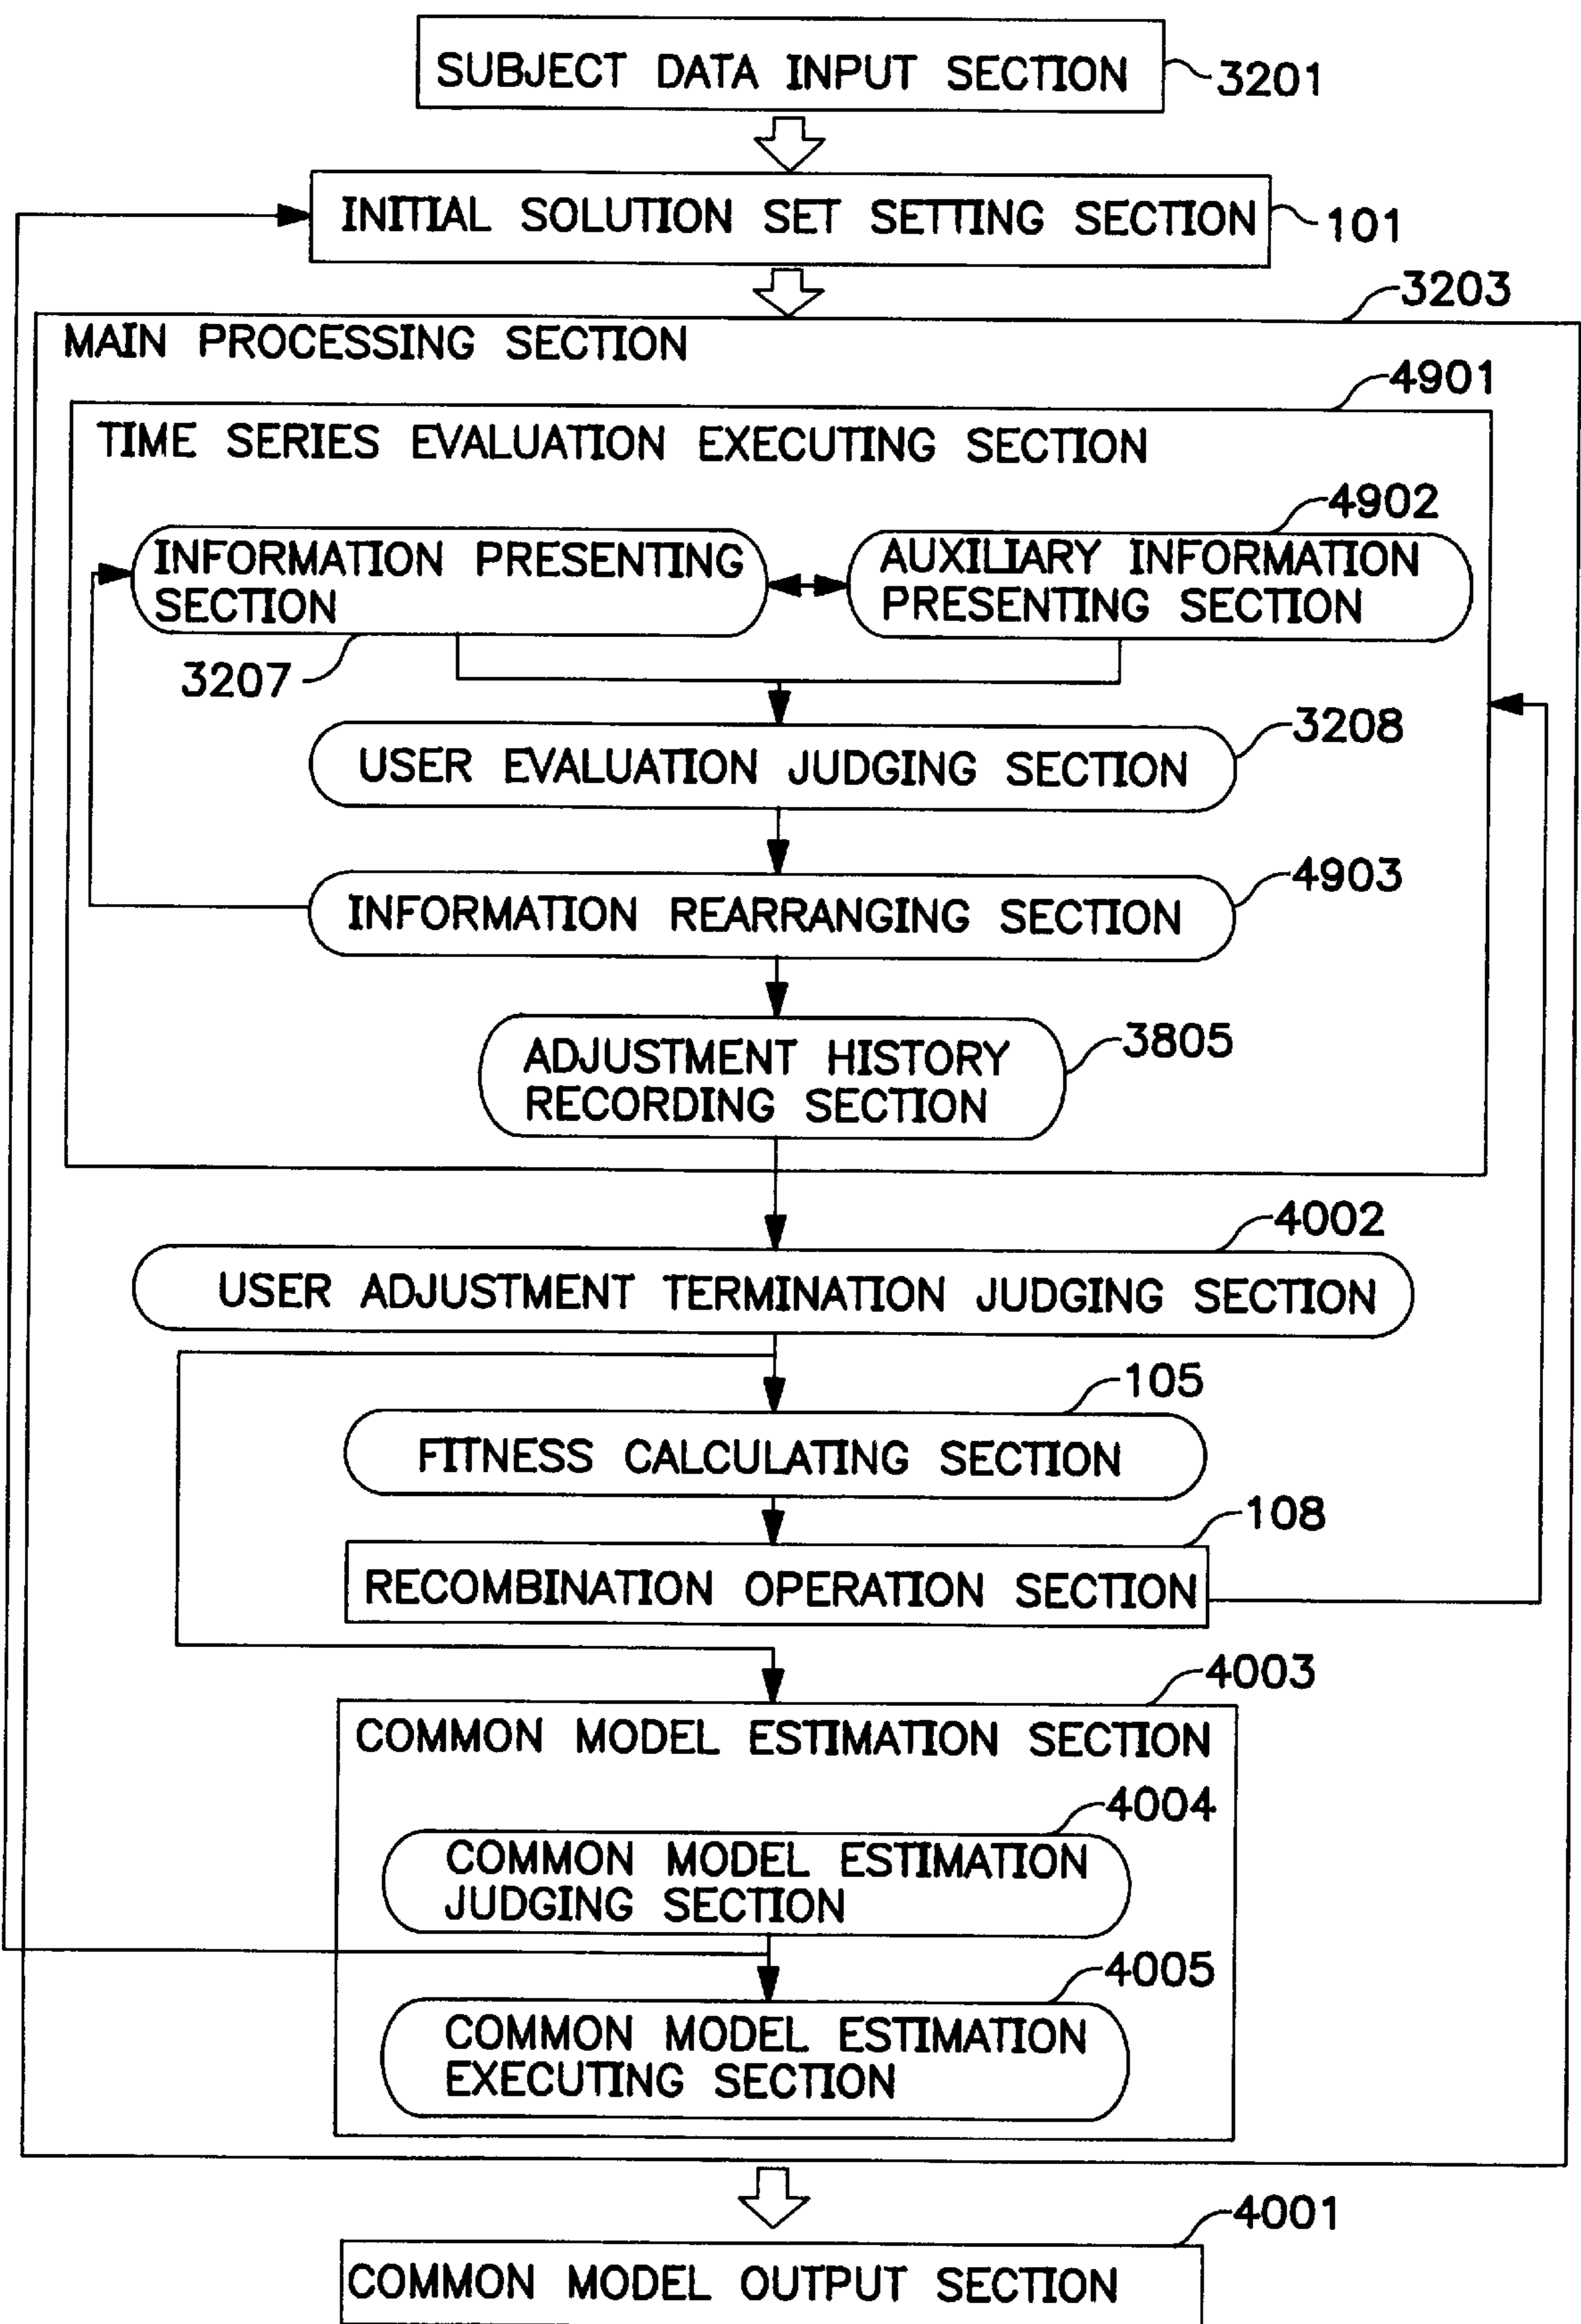 SUBJECT DATA INPUT SECTION
3201
INITIAL SOLUTION SET SETTING SECTION
101
3203
MAIN PROCESSING SECTION
4901
TIME SERIES EVALUATION EXECUTING SECTION
4902
INFORMATION PRESENTING
SECTION
AUXILIARY INFORMATION
PRESENTING SECTION
3207
3208
USER EVALUATION JUDGING SECTION
4903
INFORMATION REARRANGING SECTION
3805
ADJUSTMENT HISTORY
RECORDING SECTION
4002
USER ADJUSTMENT TERMINATION JUDGING SECTION
105
FITNESS CALCULATING SECTION
108
RECOMBINATION OPERATION SECTION
4003
COMMON MODEL ESTIMATION SECTION
4004
COMMON MODEL ESTIMATION
JUDGING SECTION
4005
COMMON MODEL ESTIMATION
EXECUTING SECTION
4001
COMMON MODEL OUTPUT SECTION